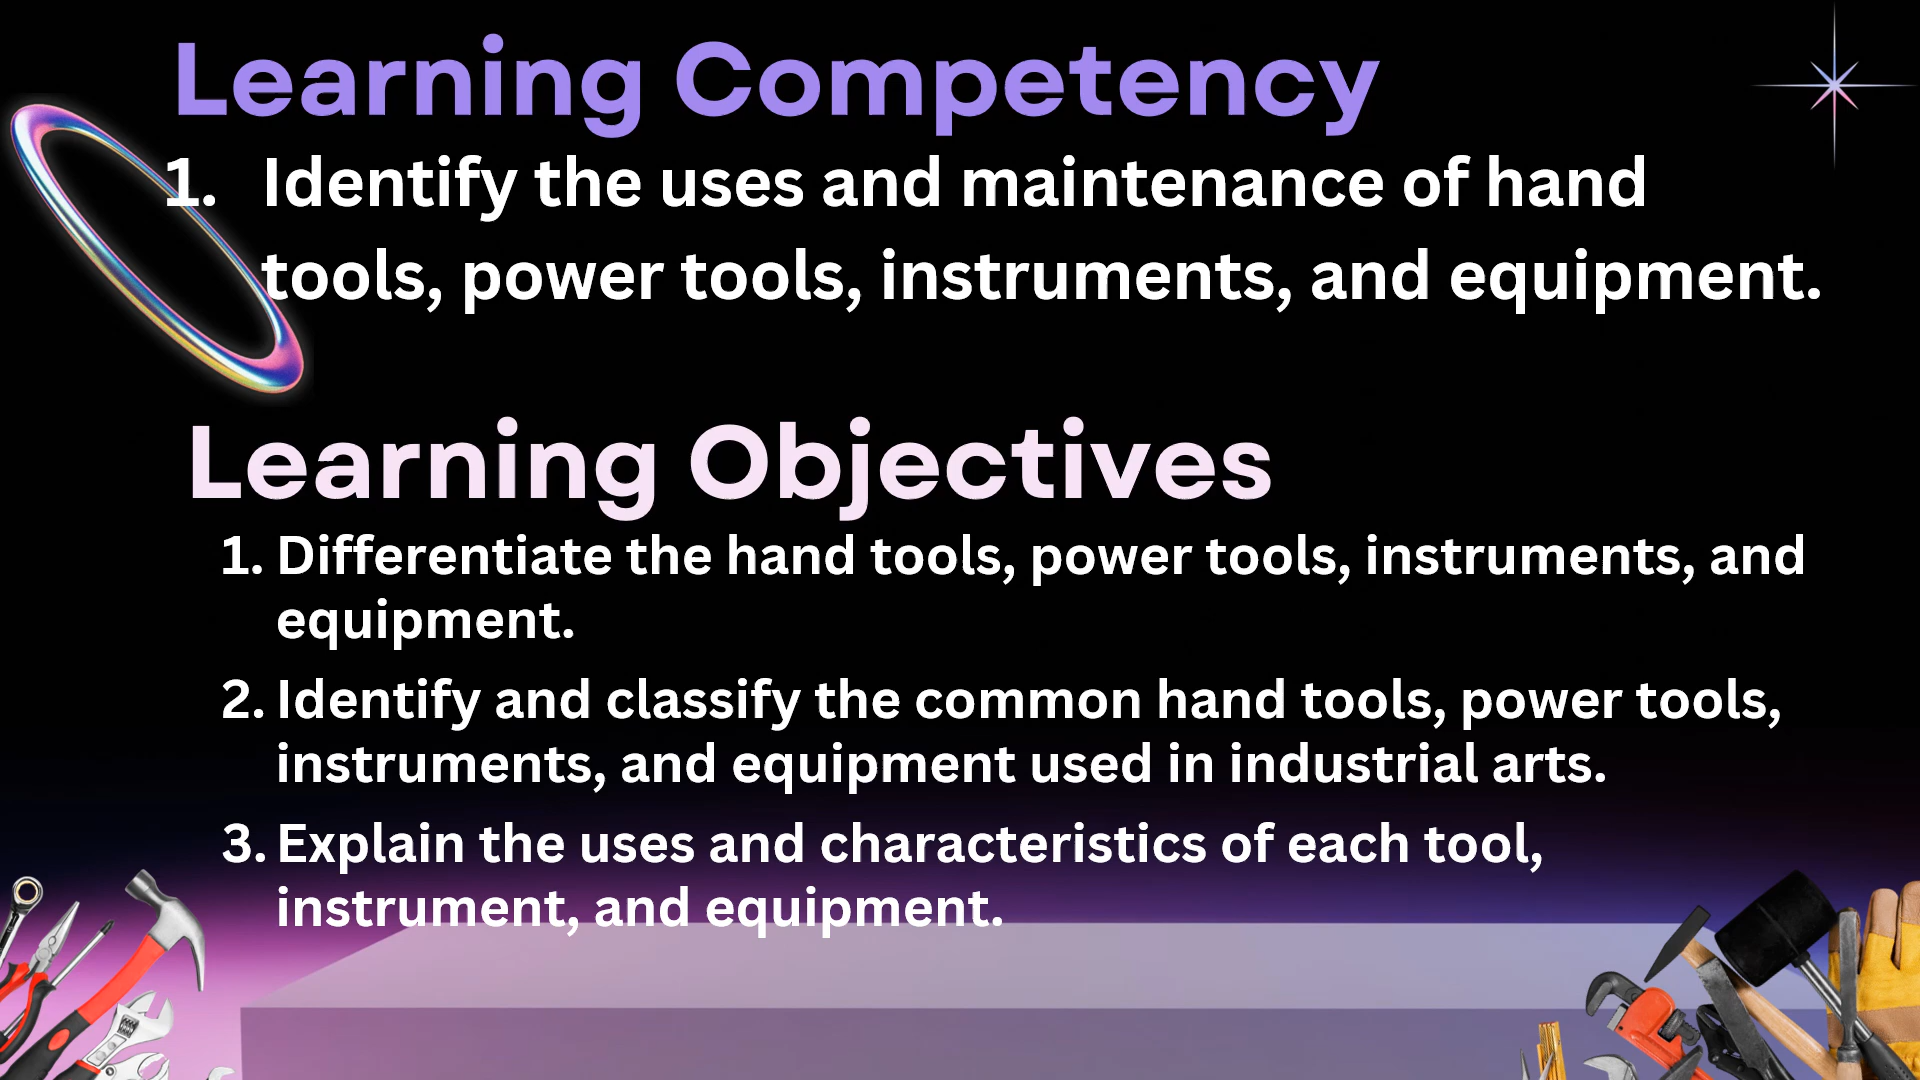 Learning Competency
1. Identify the uses and maintenance of hand
tools, power tools, instruments, and equipment.
Learning Objectives
1. Differentiate the hand tools, power tools, instruments, and
equipment.
2. Identify and classify the common hand tools, power tools,
instruments, and equipment used in industrial arts.
3. Explain the uses and characteristics of each tool,
instrument, and equipment.